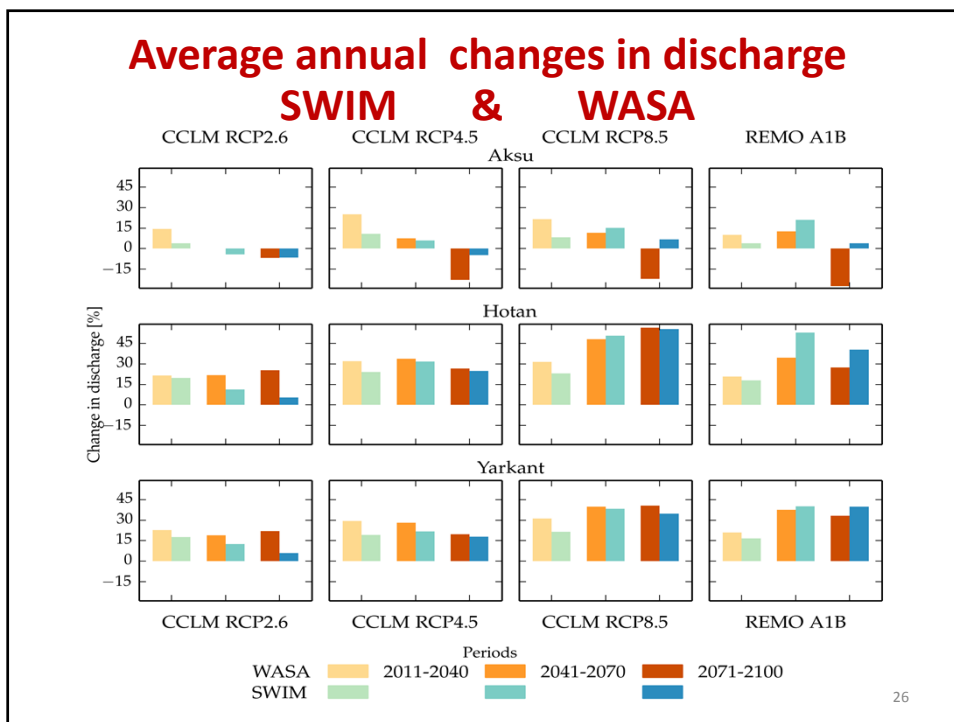 Average annual changes in discharge
SWIM & WASA
CCLM RCP2.6 CCLM RCP4.5 CCLM RCP8.5 REMO A1B
Aksu
45
30
15
0
−15
Hotan
45
30
15
0
−15
Change in discharge [%]
Yarkant
45
30
15
0
−15
CCLM RCP2.6 CCLM RCP4.5 CCLM RCP8.5 REMO A1B
Periods
WASA 2011-2040 2041-2070 2071-2100
SWIM
26